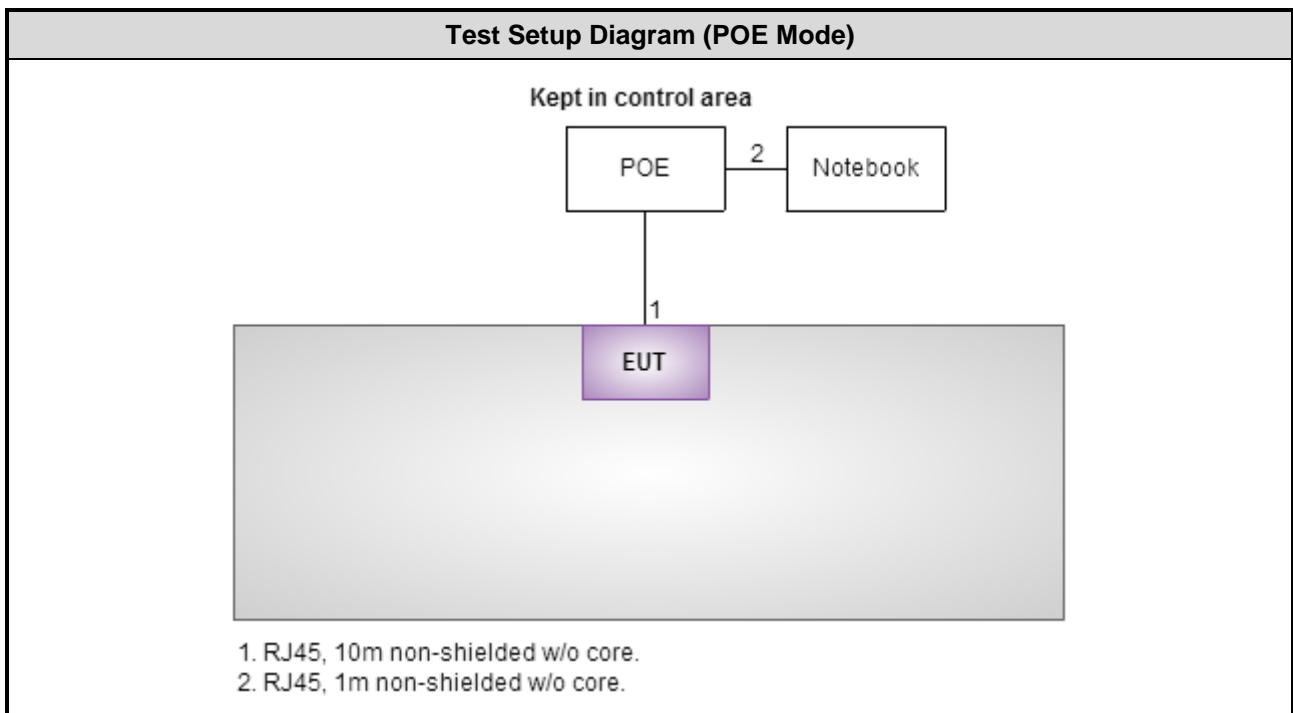 Test Setup Diagram (POE Mode)
Kept in control area
POE
2
Notebook
1
EUT
1. RJ45, 10m non-shielded w/o core.
2. RJ45, 1m non-shielded w/o core.